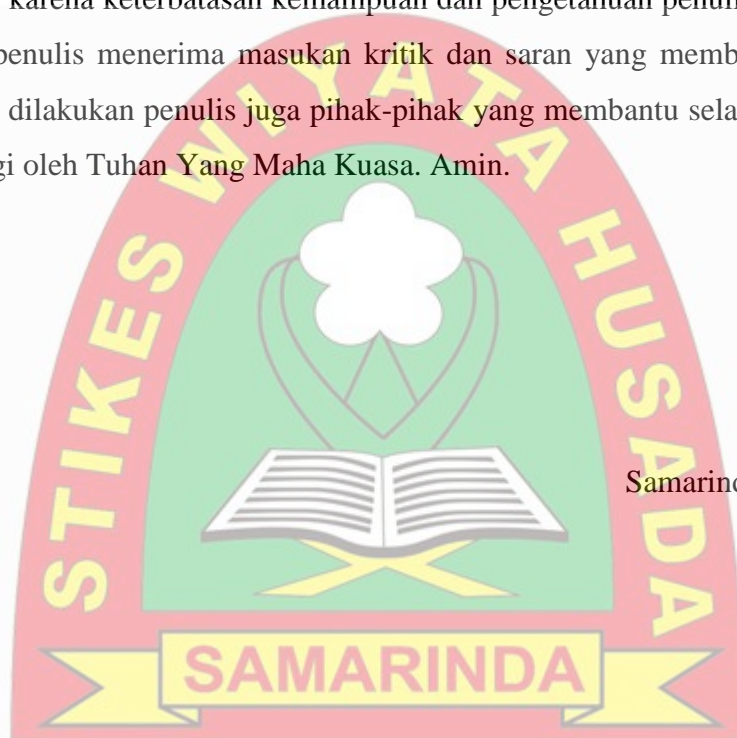 karena keterbatasan kemampuan dan pengetahuan penuli
penulis menerima masukan kritik dan saran yang memb
dilakukan penulis juga pihak-pihak yang membantu sela
gi oleh Tuhan Yang Maha Kuasa. Amin.
STIKES WIYATA HUSADA
Samarind
SAMARINDA